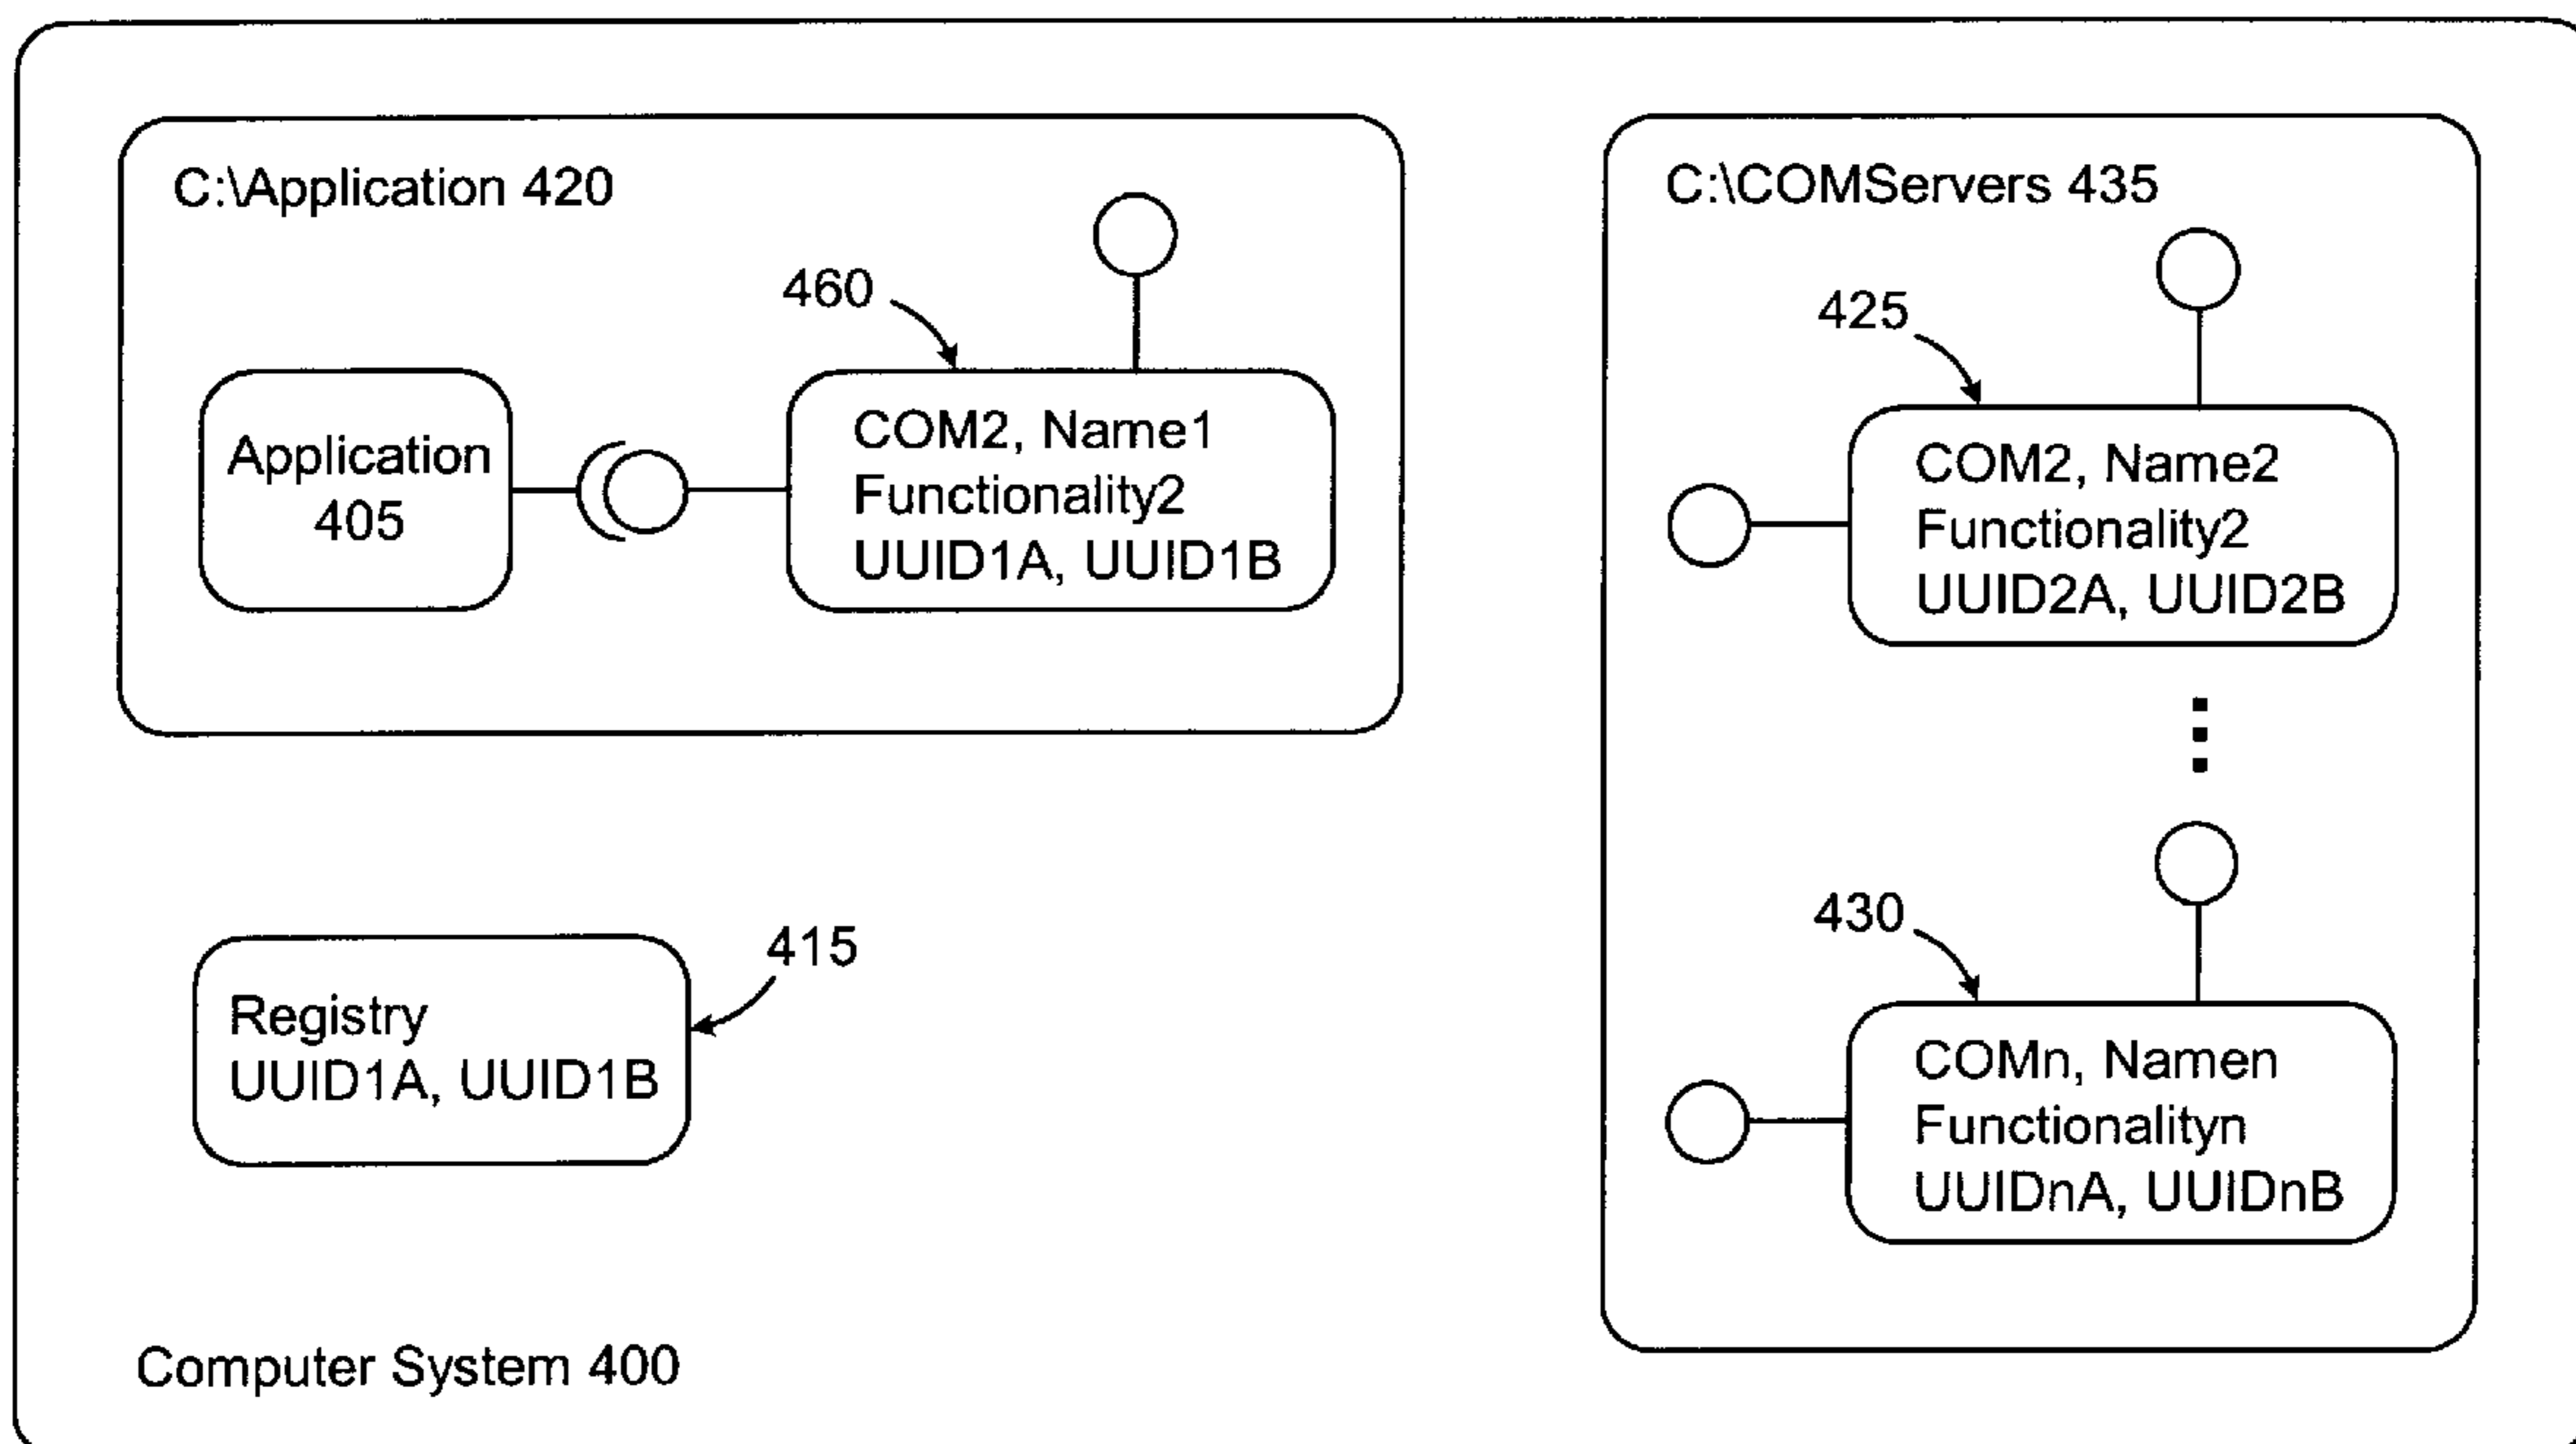 C:\Application 420
460
Application
405
COM2, Name1
Functionality2
UUID1A, UUID1B
C:\COMServers 435
425
COM2, Name2
Functionality2
UUID2A, UUID2B
430
COMn, Namen
Functionalityn
UUIDnA, UUIDnB
415
Registry
UUID1A, UUID1B
Computer System 400